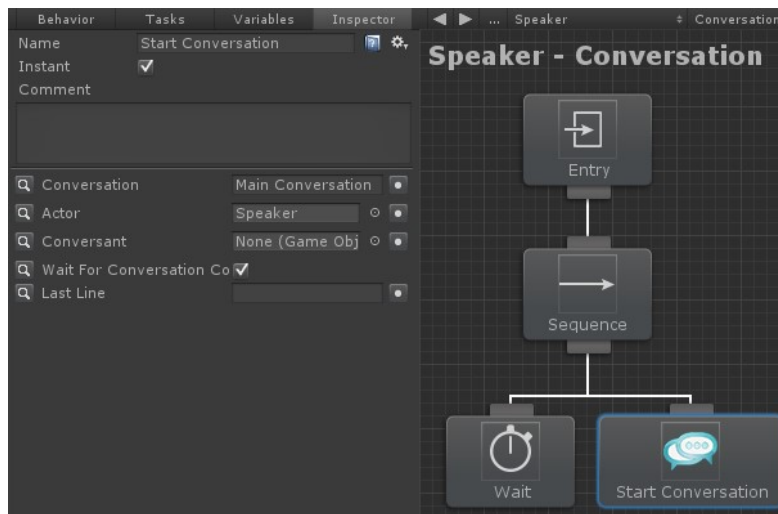 Behavior Tasks Variables Inspector
Name Start Conversation
Instant
Comment
Conversation Main Conversation
Actor Speaker
Conversant None (Game Obj
Wait For Conversation Co
Last Line
... Speaker Conversation
Speaker - Conversation
Entry
Sequence
Wait
Start Conversation